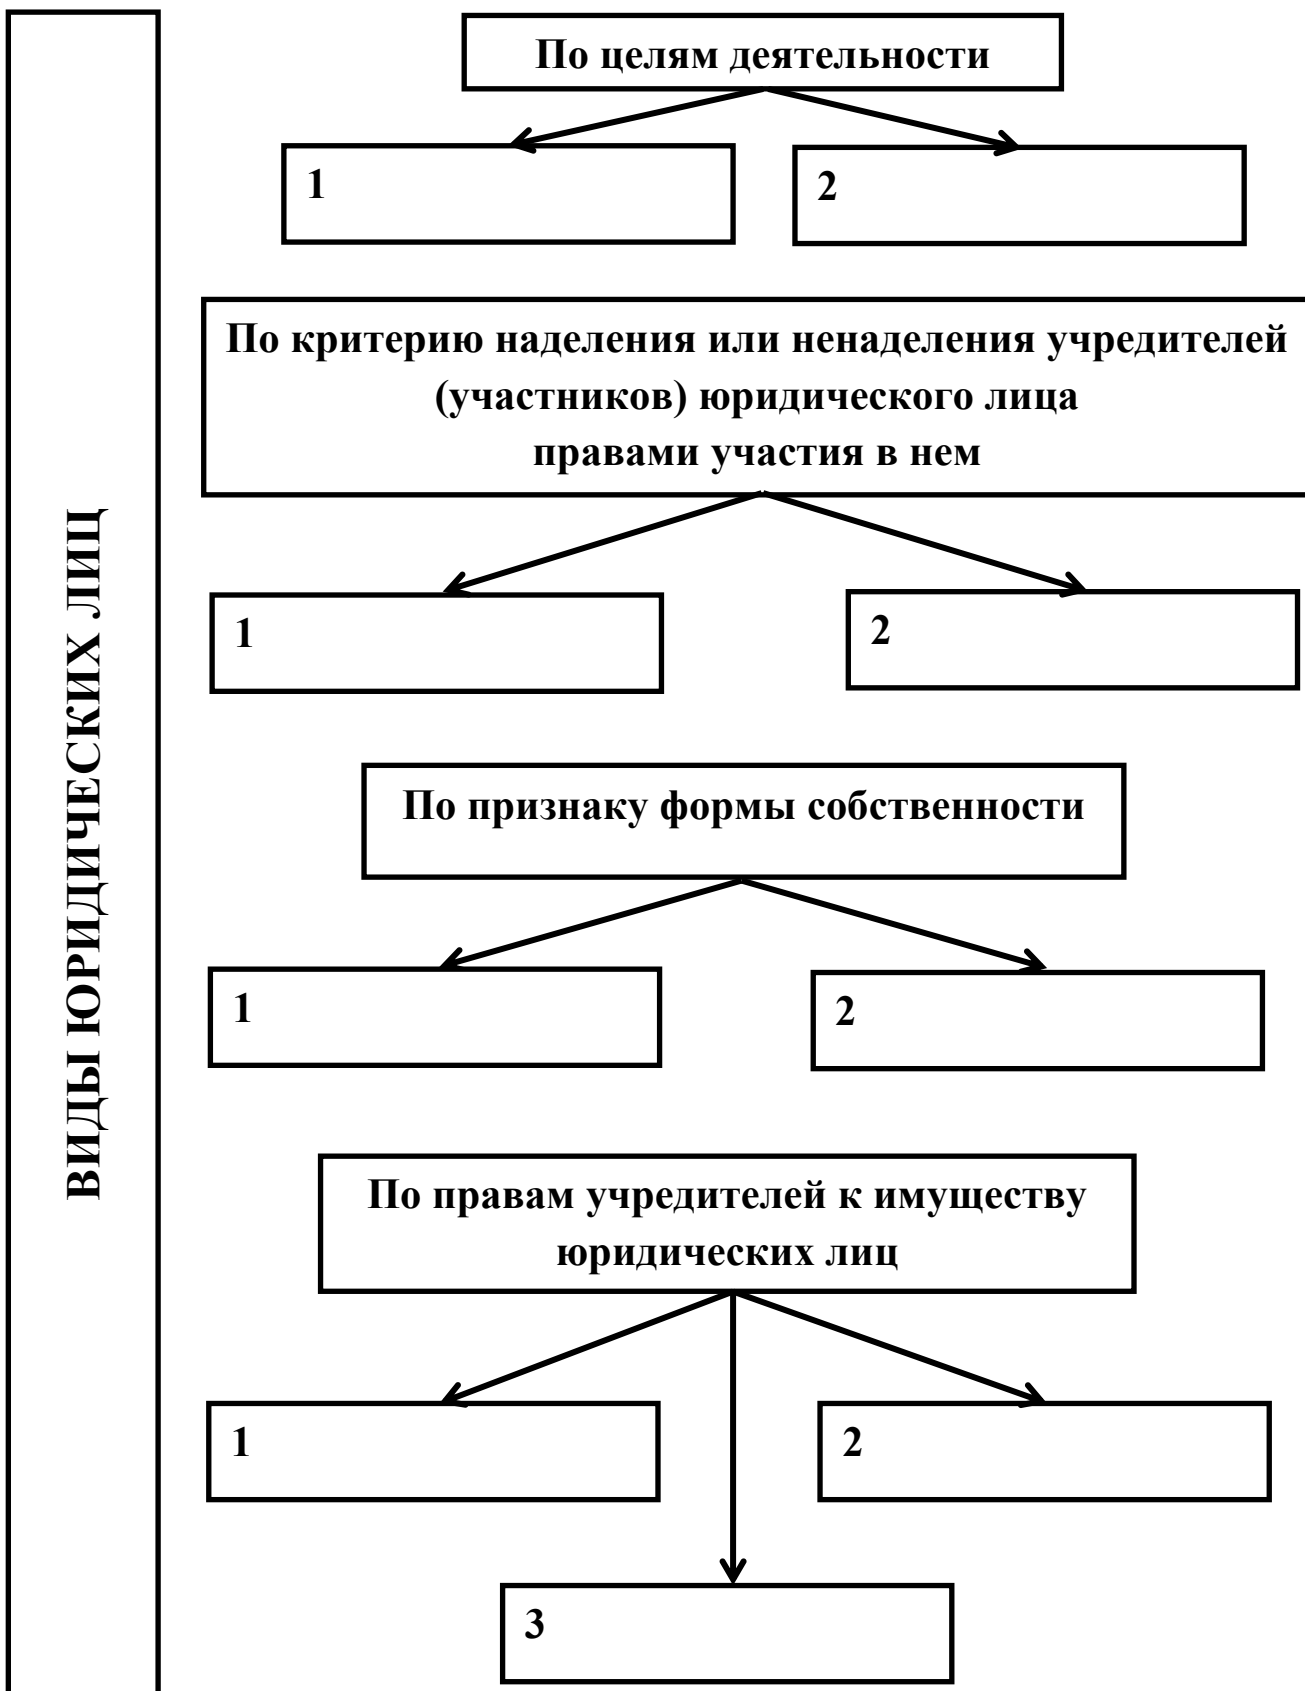 ВИДЫ ЮРИДИЧЕСКИХ ЛИЦ
По целям деятельности
1
2
По критерию наделения или ненаделения учредителей
(участников) юридического лица
правами участия в нем
1
2
По признаку формы собственности
1
2
По правам учредителей к имуществу
юридических лиц
1
2
3